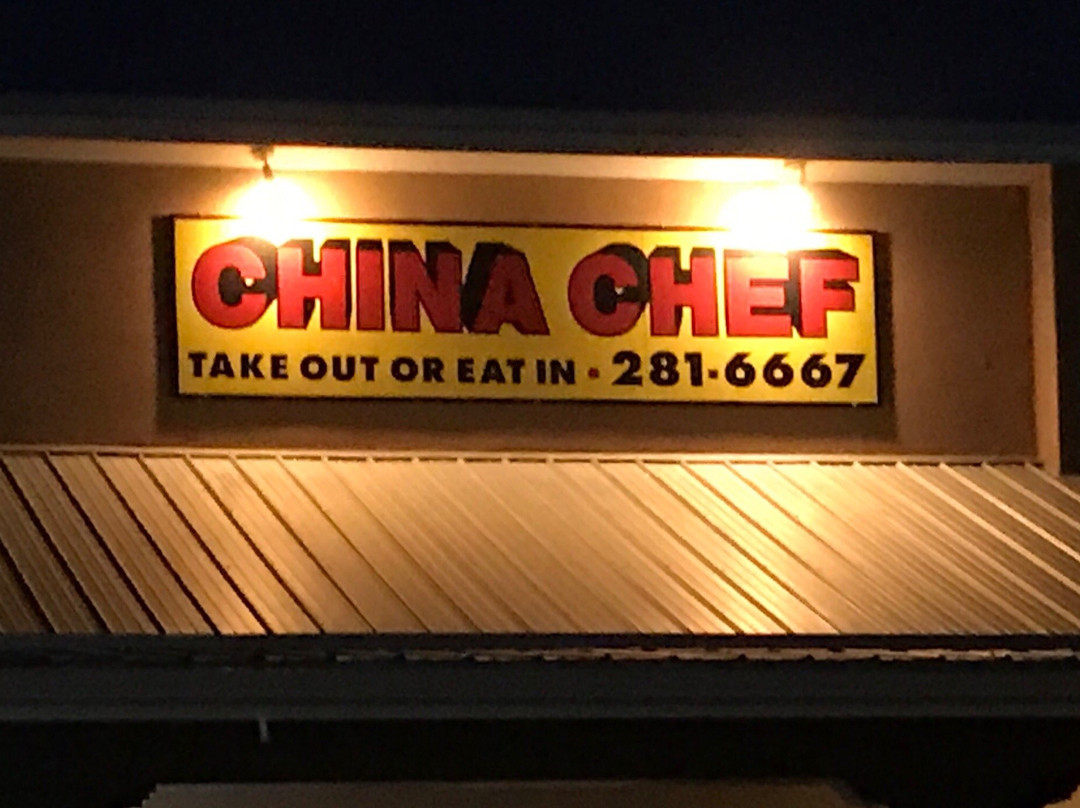 CHINA CHEF
TAKE OUT OR EAT IN • 281-6667